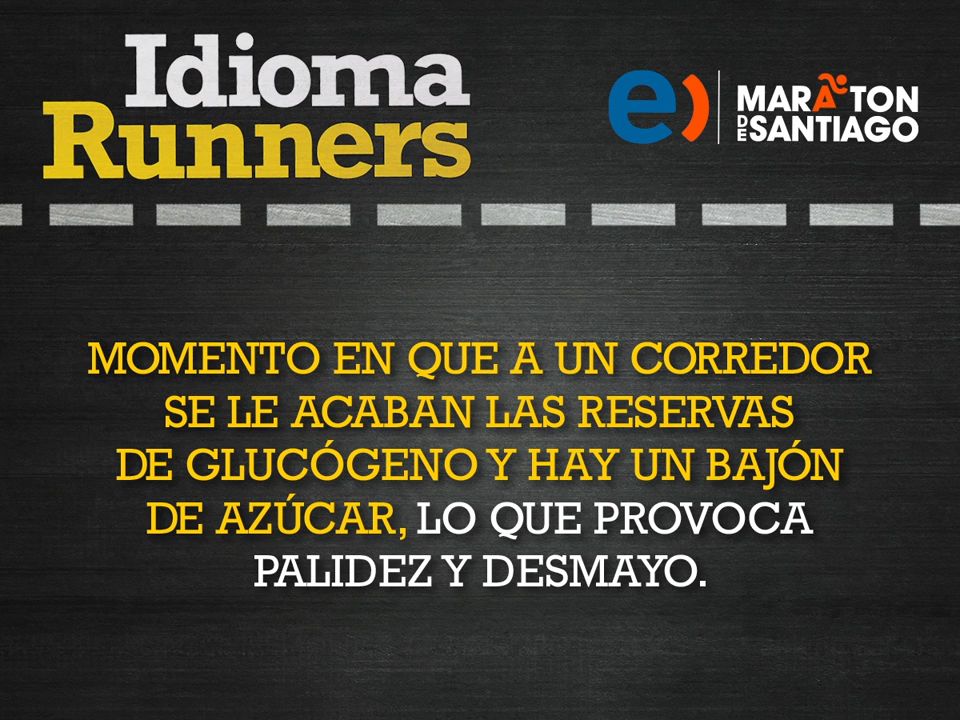 Idioma
Runners
e) MARATON
DE SANTIAGO
MOMENTO EN QUE A UN CORREDOR
SE LE ACABAN LAS RESERVAS
DE GLUCÓGENO Y HAY UN BAJÓN
DE AZÚCAR, LO QUE PROVOCA
PALIDEZ Y DESMAYO.